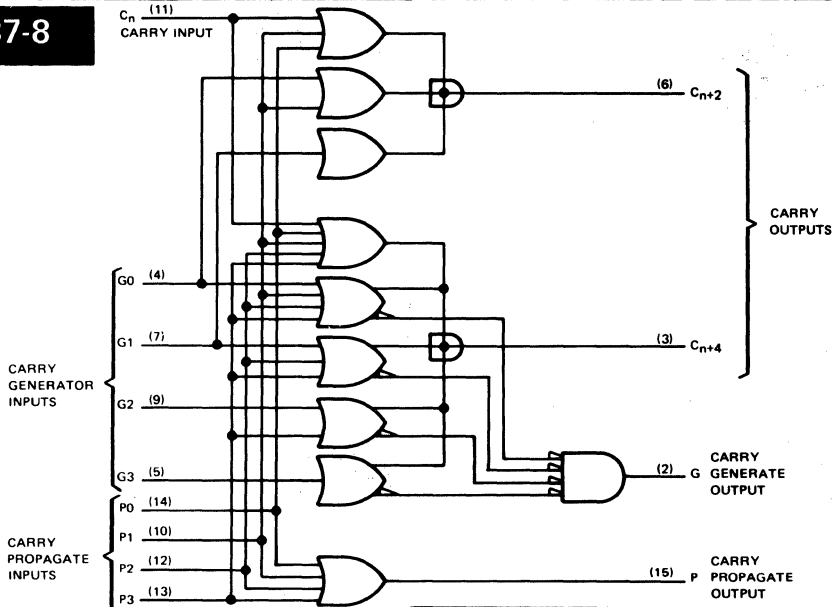 37-8
Cn (11)
CARRY INPUT
(6) Cn+2
CARRY
OUTPUTS
G0 (4)
G1 (7)
(3) Cn+4
CARRY
GENERATOR
INPUTS
G2 (9)
G3 (5)
(2) G CARRY
GENERATE
OUTPUT
P0 (14)
P1 (10)
P2 (12)
P3 (13)
CARRY
PROPAGATE
INPUTS
(15) P CARRY
PROPAGATE
OUTPUT